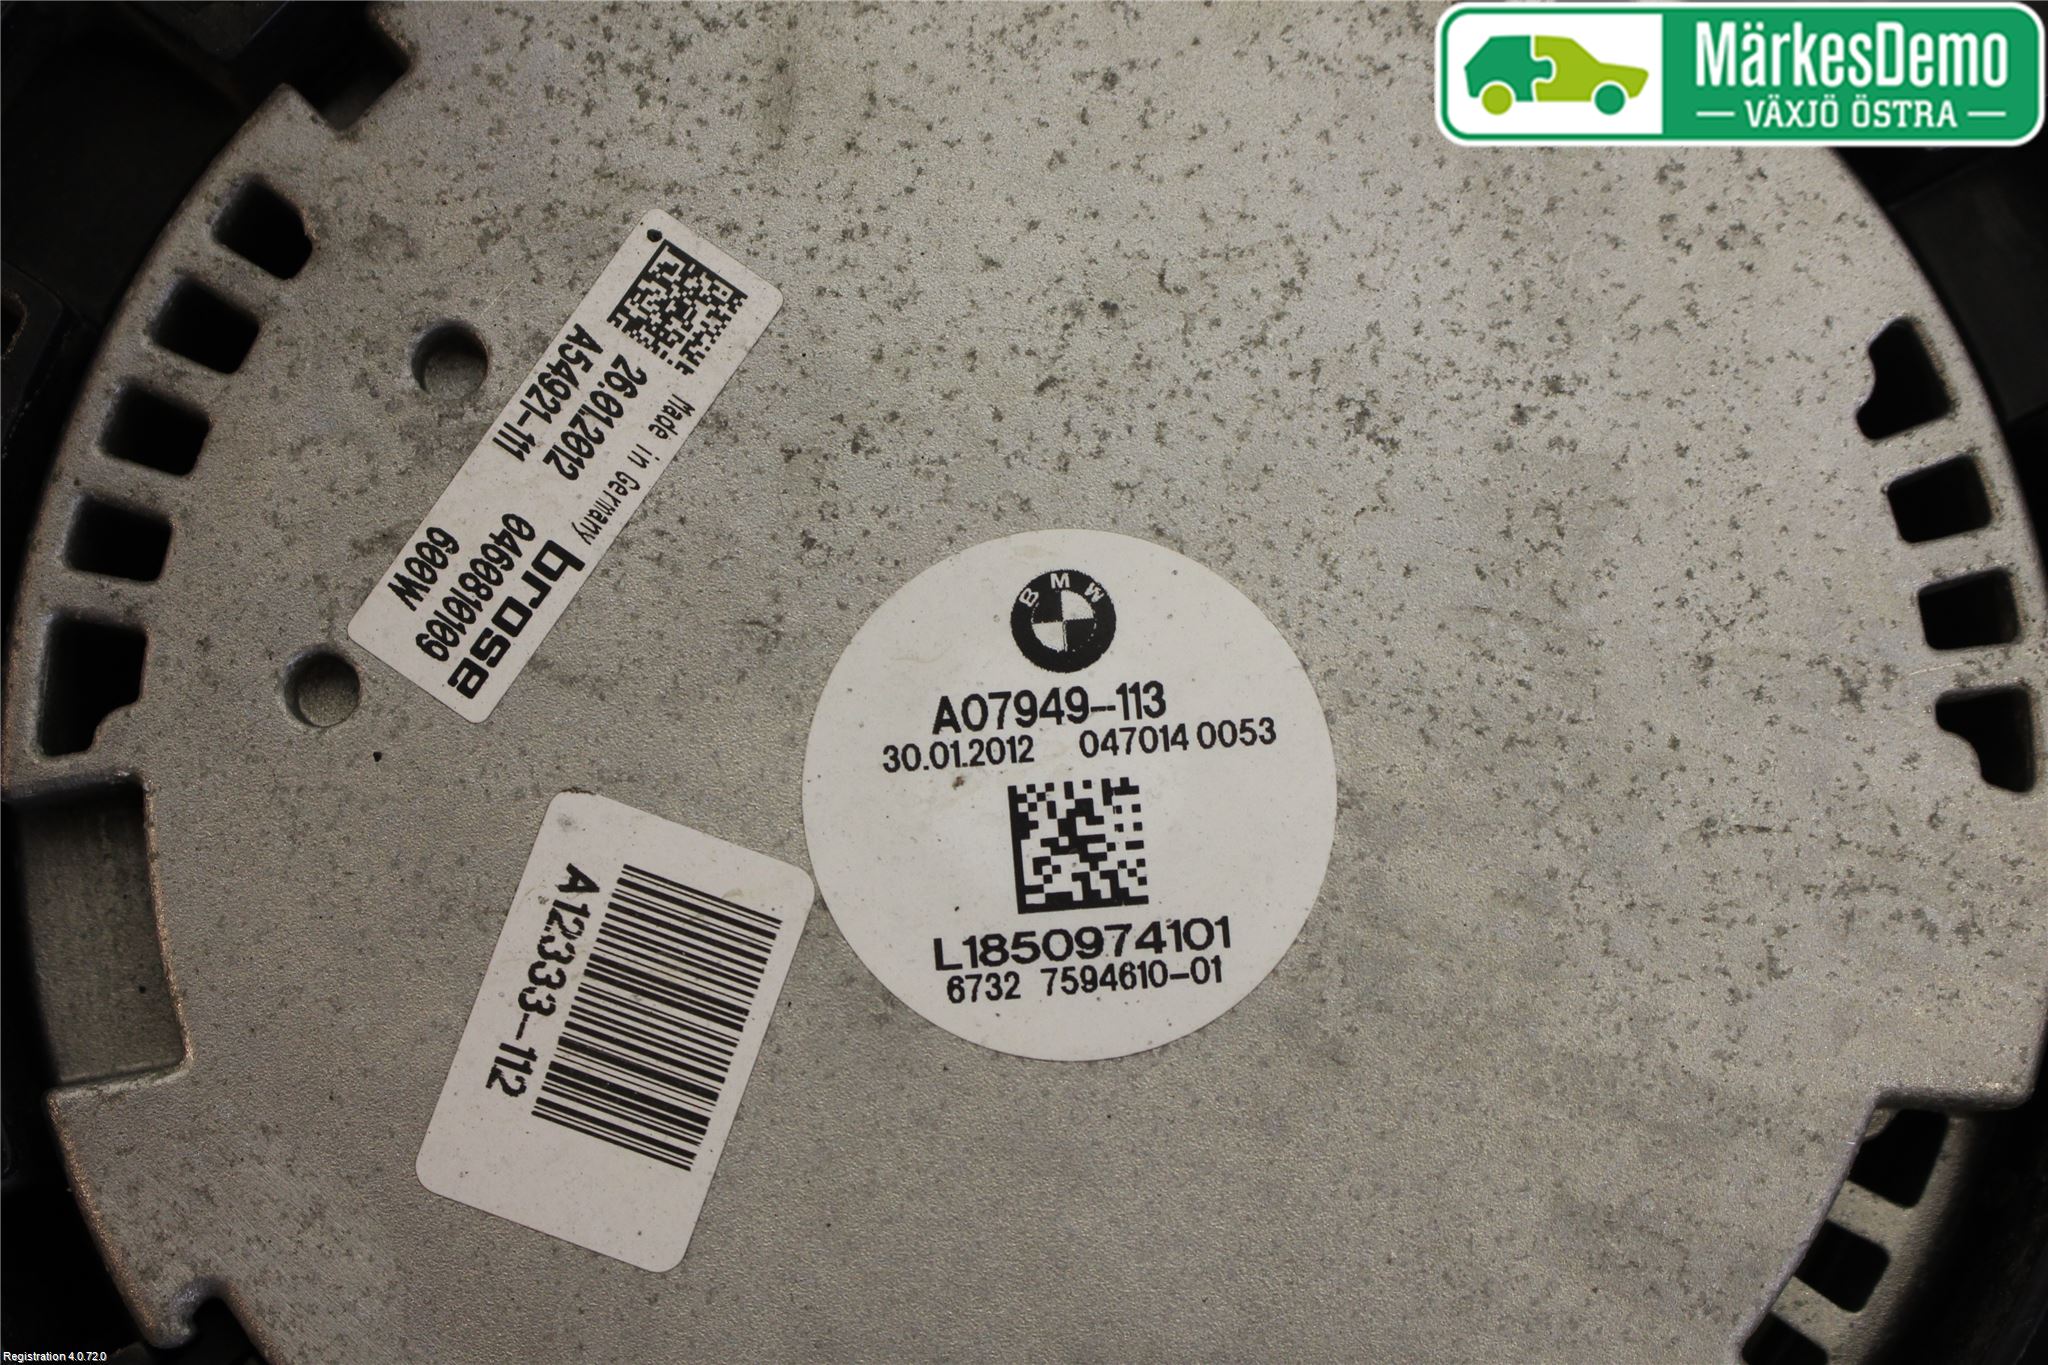 MärkesDemo
VÄXJÖ ÖSTRA
Made in Germany
26.01.2012
A54921-111
brose
0460810109
600W
BMW
A07949-113
30.01.2012 047014 0053
L1850974101
6732 7594610-01
A12333-112
Registration 4.0.72.0